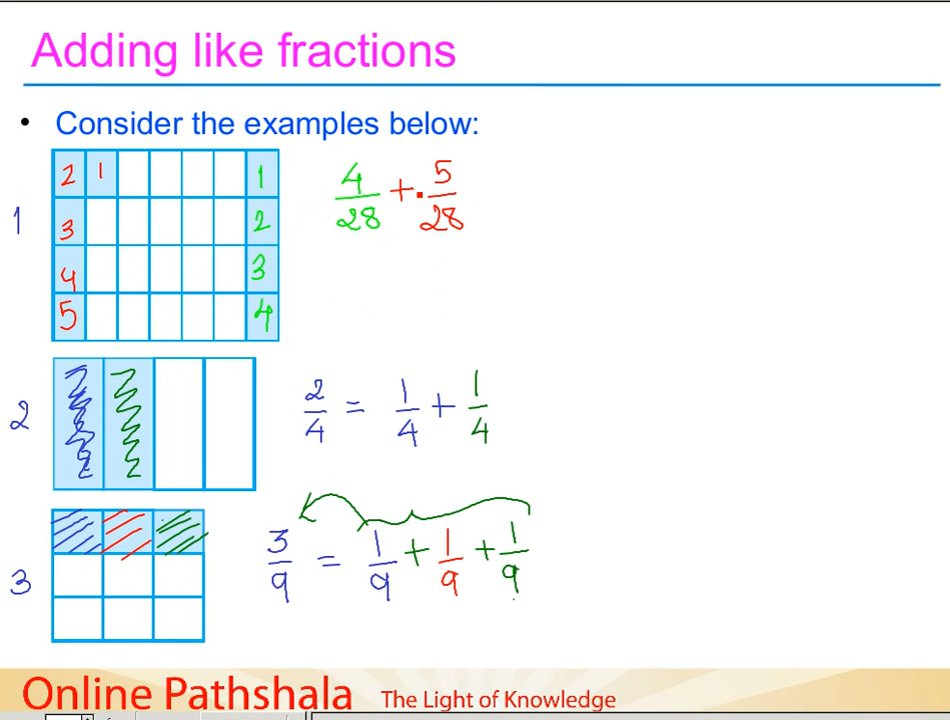 Adding like fractions
• Consider the examples below:
1
2 1 1
3 2
4 3
5 4
4/28 + 5/28
2
2/4 = 1/4 + 1/4
3
3/9 = 1/9 + 1/9 + 1/9
Online Pathshala The Light of Knowledge